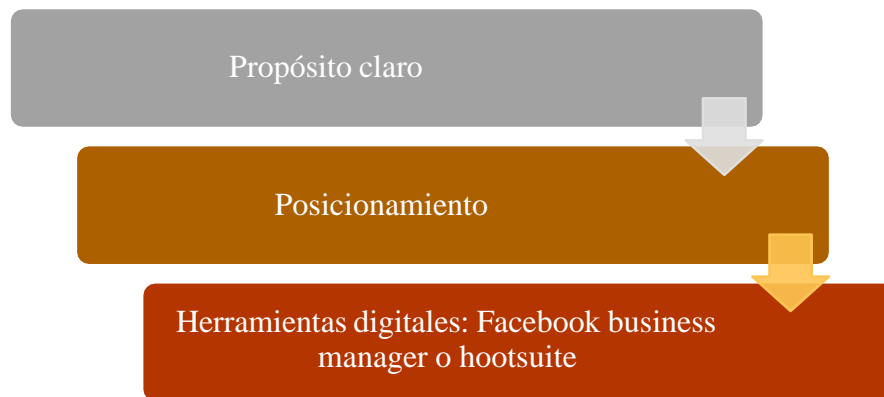 Propósito claro
Posicionamiento
Herramientas digitales: Facebook business
manager o hootsuite